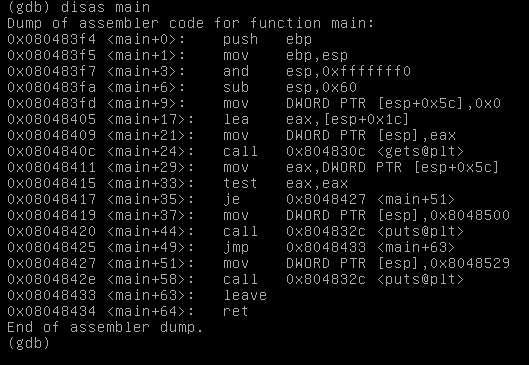 (gdb) disas main
Dump of assembler code for function main:
0x080483f4 <main+0>:    push   ebp
0x080483f5 <main+1>:    mov    ebp,esp
0x080483f7 <main+3>:    and    esp,0xfffffff0
0x080483fa <main+6>:    sub    esp,0x60
0x080483fd <main+9>:    mov    DWORD PTR [esp+0x5c],0x0
0x08048405 <main+17>:   lea    eax,[esp+0x1c]
0x08048409 <main+21>:   mov    DWORD PTR [esp],eax
0x0804840c <main+24>:   call   0x804830c <gets@plt>
0x08048411 <main+29>:   mov    eax,DWORD PTR [esp+0x5c]
0x08048415 <main+33>:   test   eax,eax
0x08048417 <main+35>:   je     0x8048427 <main+51>
0x08048419 <main+37>:   mov    DWORD PTR [esp],0x8048500
0x08048420 <main+44>:   call   0x804832c <puts@plt>
0x08048425 <main+49>:   jmp    0x8048433 <main+63>
0x08048427 <main+51>:   mov    DWORD PTR [esp],0x8048529
0x0804842e <main+58>:   call   0x804832c <puts@plt>
0x08048433 <main+63>:   leave
0x08048434 <main+64>:   ret
End of assembler dump.
(gdb)